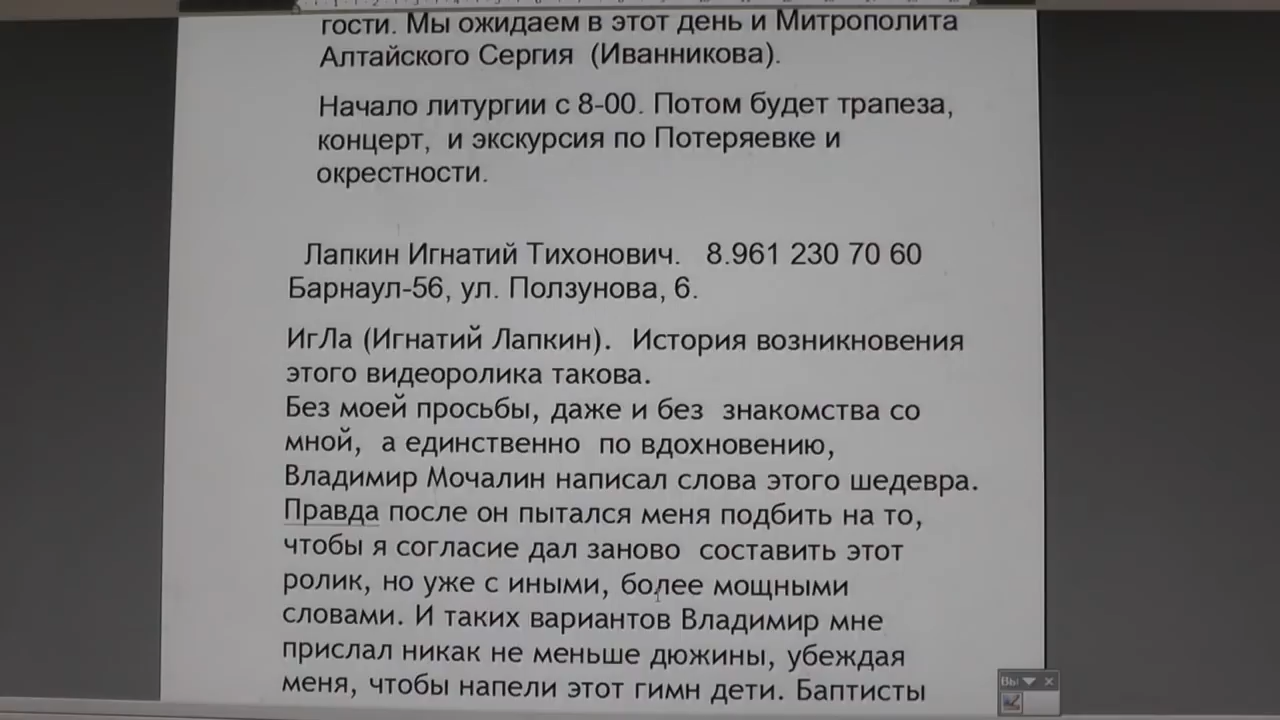 гости. Мы ожидаем в этот день и Митрополита
Алтайского Сергия (Иванникова).
Начало литургии с 8-00. Потом будет трапеза,
концерт, и экскурсия по Потеряевке и
окрестности.
Лапкин Игнатий Тихонович. 8.961 230 70 60
Барнаул-56, ул. Ползунова, 6.
ИгЛа (Игнатий Лапкин). История возникновения
этого видеоролика такова.
Без моей просьбы, даже и без знакомства со
мной, а единственно по вдохновению,
Владимир Мочалин написал слова этого шедевра.
Правда после он пытался меня подбить на то,
чтобы я согласие дал заново составить этот
ролик, но уже с иными, более мощными
словами. И таких вариантов Владимир мне
прислал никак не меньше дюжины, убеждая
меня, чтобы напели этот гимн дети. Баптисты